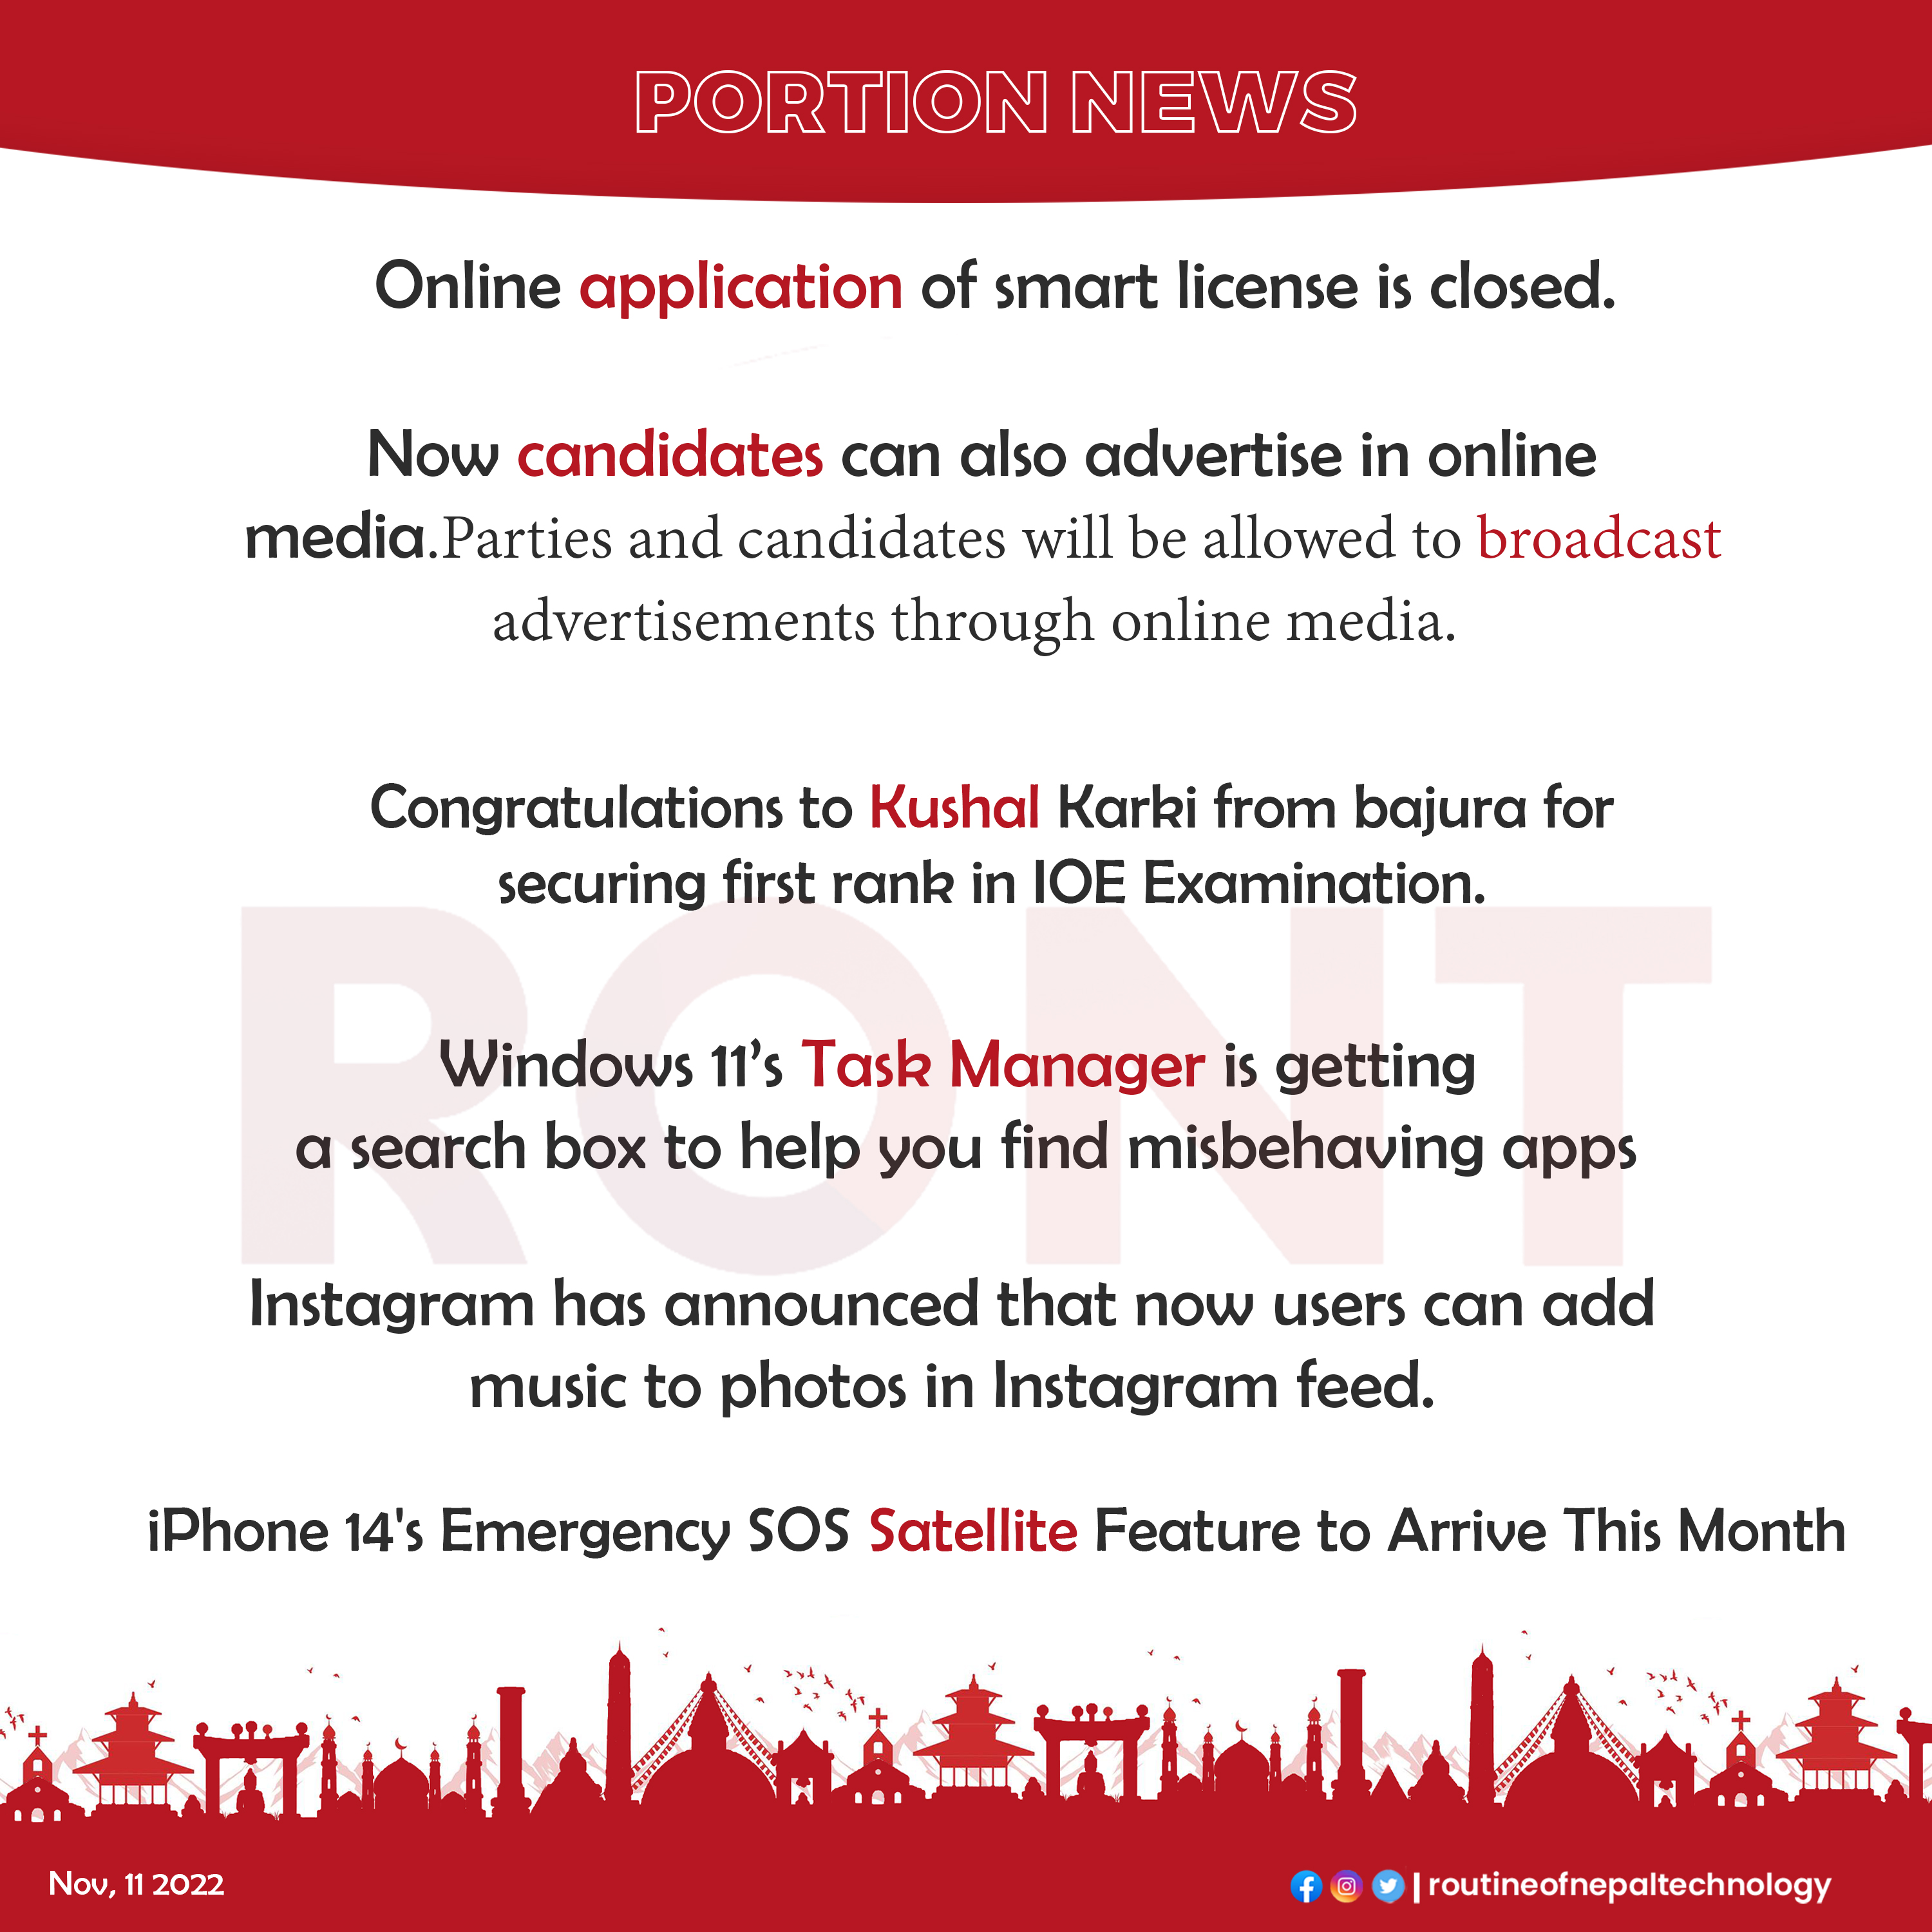 PORTION NEWS
Online application of smart license is closed.
Now candidates can also advertise in online
media.Parties and candidates will be allowed to broadcast
advertisements through online media.
Congratulations to Kushal Karki from bajura for
securing first rank in IOE Examination.
RONT
Windows 11’s Task Manager is getting
a search box to help you find misbehaving apps
Instagram has announced that now users can add
music to photos in Instagram feed.
iPhone 14's Emergency SOS Satellite Feature to Arrive This Month
Nov, 11 2022
| routineofnepaltechnology